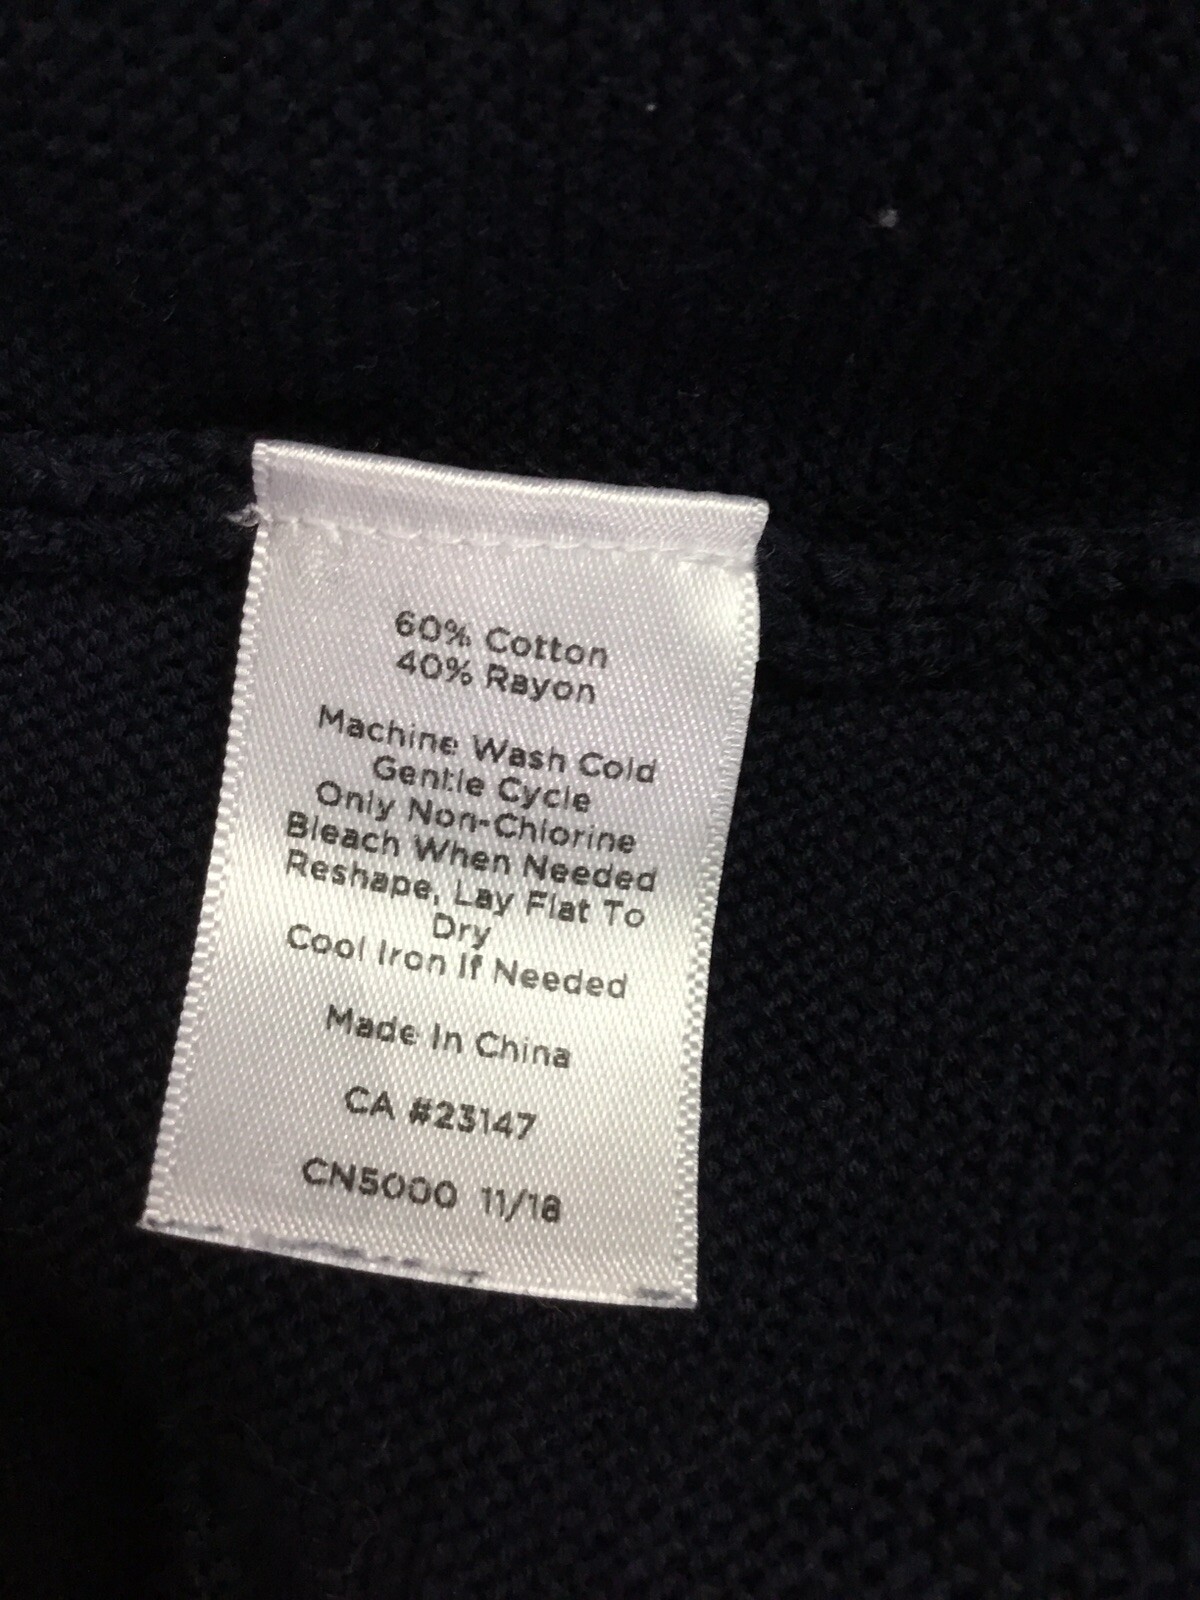 60% Cotton
40% Rayon
Machine Wash Cold
Gentle Cycle
Only Non-Chlorine
Bleach When Needed
Reshape, Lay Flat To
Dry
Cool Iron If Needed
Made In China
CA #23147
CN5000 11/18